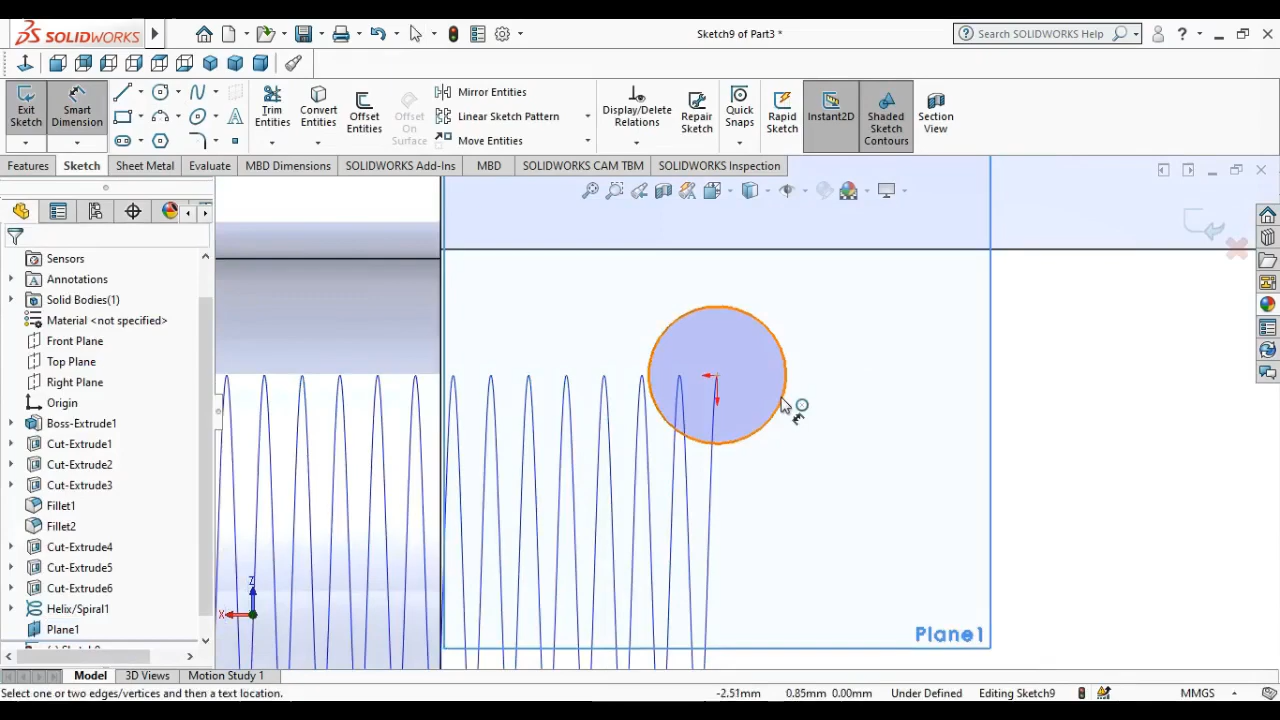 SOLIDWORKS
Sketch9 of Part3 *
Search SOLIDWORKS Help
Exit Sketch
Smart Dimension
Trim Entities
Convert Entities
Offset Entities
Offset On Surface
Mirror Entities
Linear Sketch Pattern
Move Entities
Display/Delete Relations
Repair Sketch
Quick Snaps
Rapid Sketch
Instant2D
Shaded Sketch Contours
Section View
Features
Sketch
Sheet Metal
Evaluate
MBD Dimensions
SOLIDWORKS Add-Ins
MBD
SOLIDWORKS CAM TBM
SOLIDWORKS Inspection
Sensors
Annotations
Solid Bodies(1)
Material <not specified>
Front Plane
Top Plane
Right Plane
Origin
Boss-Extrude1
Cut-Extrude1
Cut-Extrude2
Cut-Extrude3
Fillet1
Fillet2
Cut-Extrude4
Cut-Extrude5
Cut-Extrude6
Helix/Spiral1
Plane1
Z
X
Plane1
Model
3D Views
Motion Study 1
Select one or two edges/vertices and then a text location.
-2.51mm
0.85mm 0.00mm
Under Defined
Editing Sketch9
MMGS